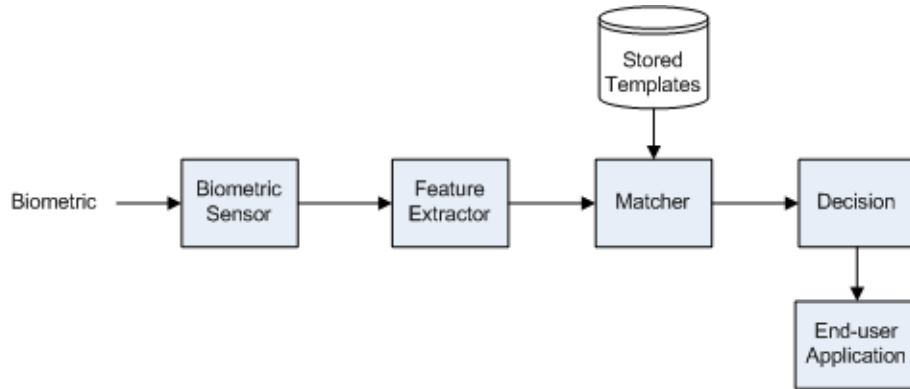 Stored
Templates
Biometric
Biometric
Sensor
Feature
Extractor
Matcher
Decision
End-user
Application